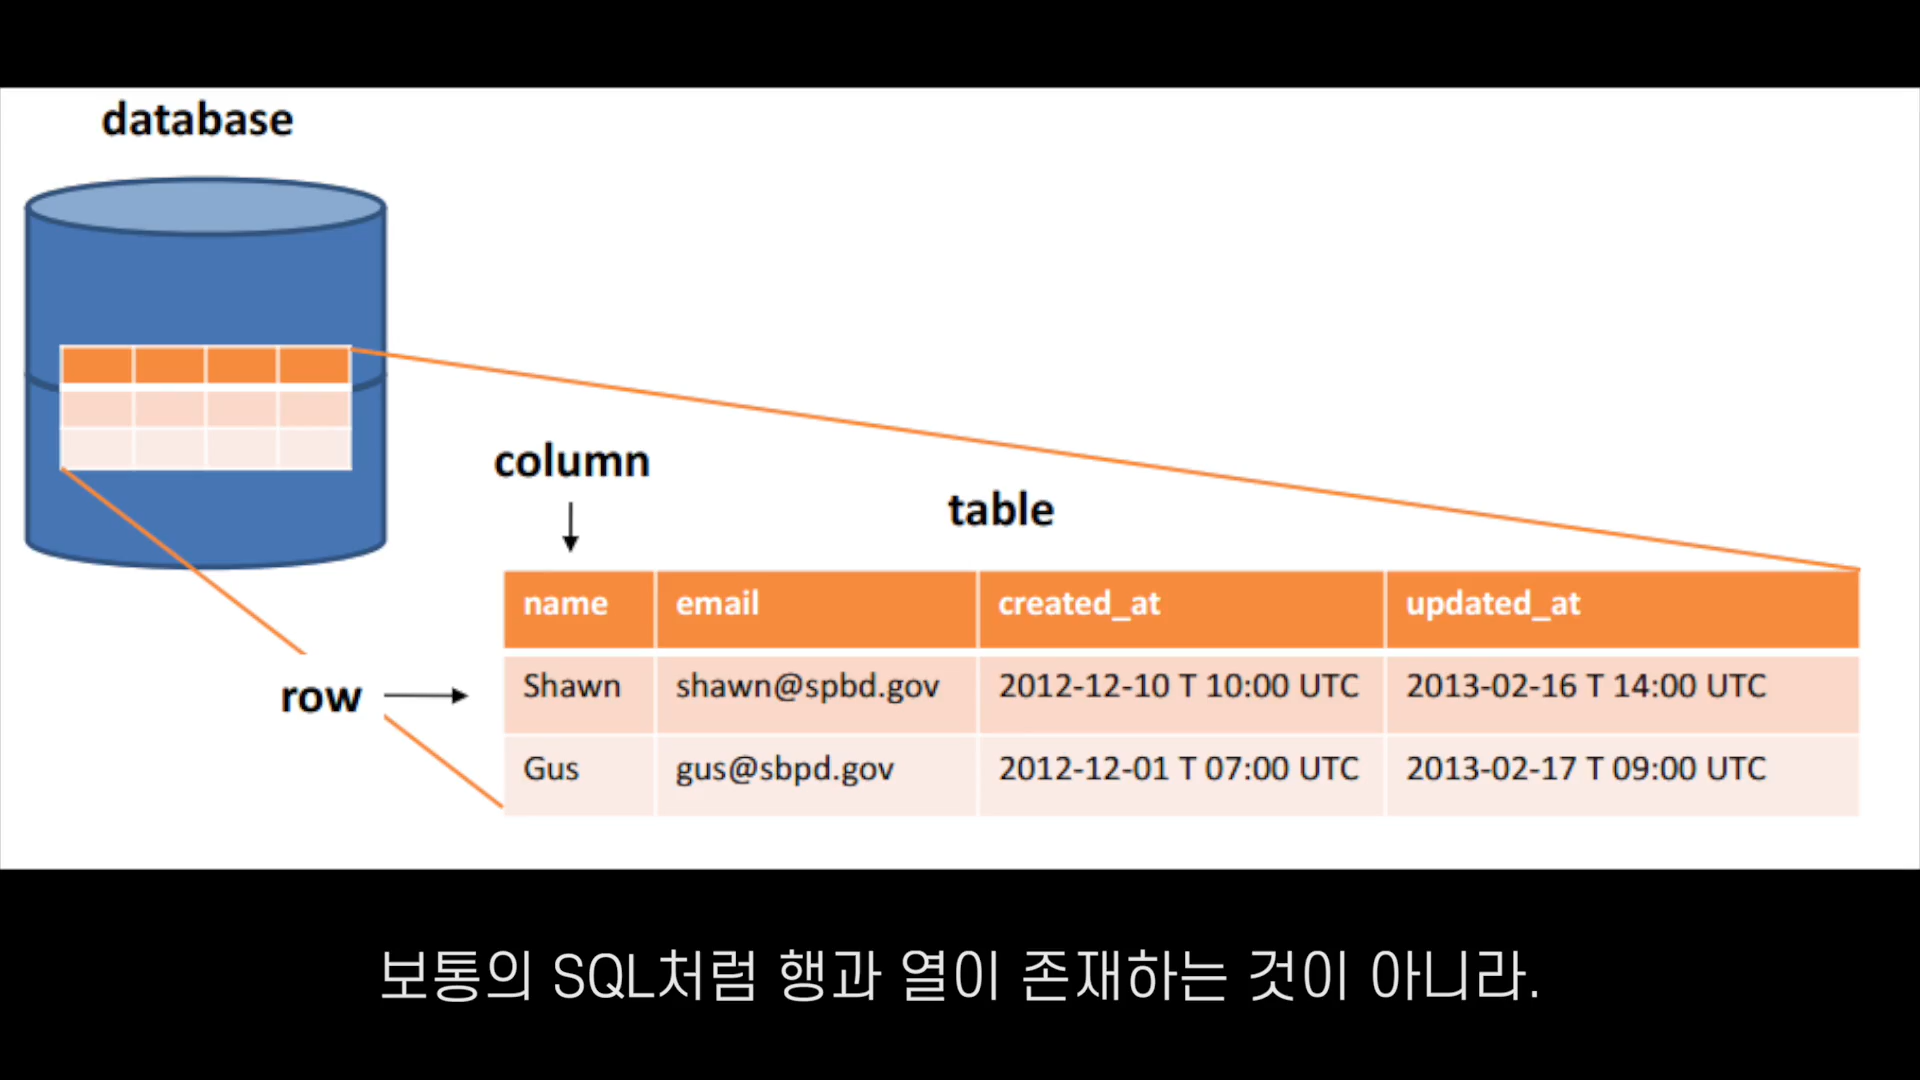 database
column
table
name email created_at updated_at
row
Shawn shawn@spbd.gov 2012-12-10 T 10:00 UTC 2013-02-16 T 14:00 UTC
Gus gus@sbpd.gov 2012-12-01 T 07:00 UTC 2013-02-17 T 09:00 UTC
보통의 SQL처럼 행과 열이 존재하는 것이 아니라.